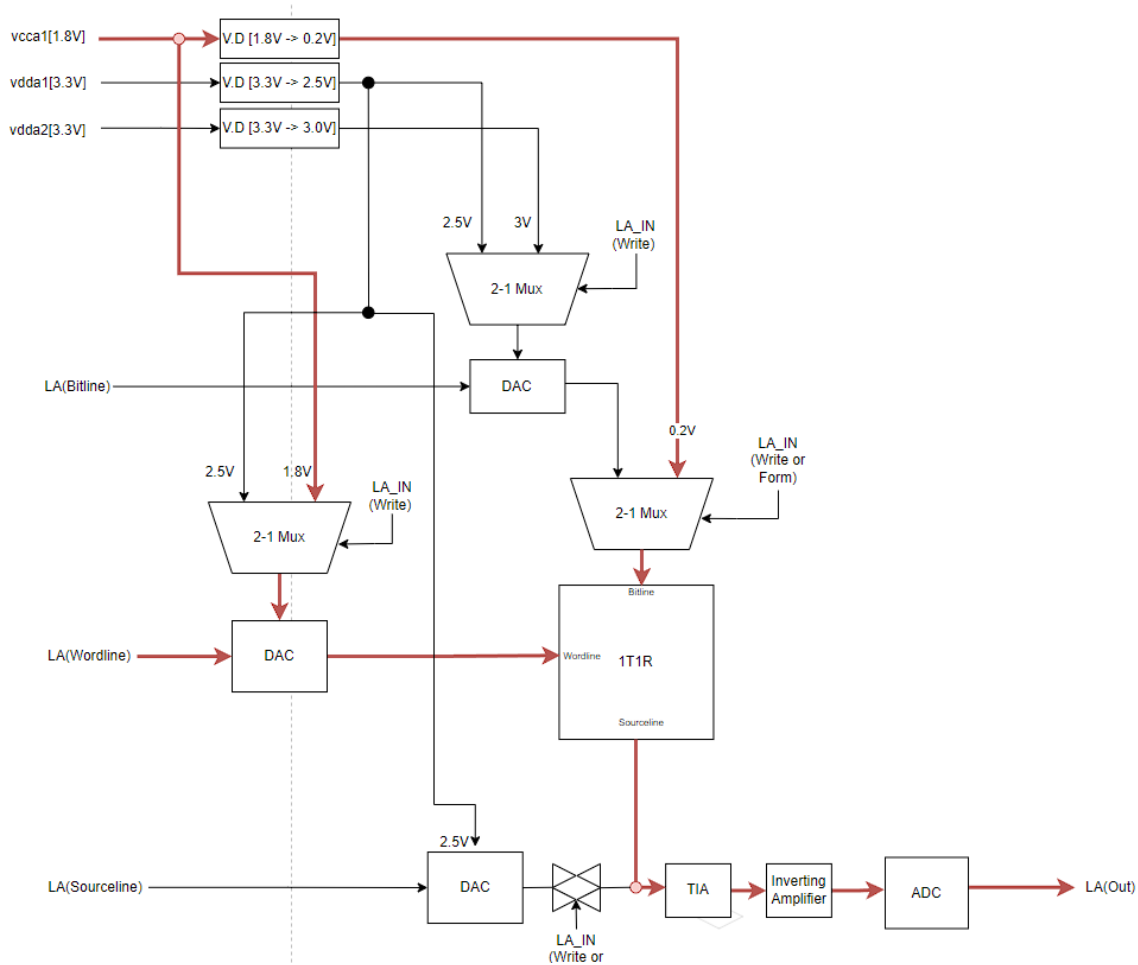 vcca1[1.8V]
V.D [1.8V -> 0.2V]
vdda1[3.3V]
V.D [3.3V -> 2.5V]
vdda2[3.3V]
V.D [3.3V -> 3.0V]
2.5V
3V
LA_IN
(Write)
2-1 Mux
LA(Bitline)
DAC
0.2V
LA_IN
(Write or
Form)
2.5V
1.8V
LA_IN
(Write)
2-1 Mux
2-1 Mux
Bitline
LA(Wordline)
DAC
Wordline
1T1R
Sourceline
2.5V
LA(Sourceline)
DAC
TIA
Inverting
Amplifier
ADC
LA(Out)
LA_IN
(Write or